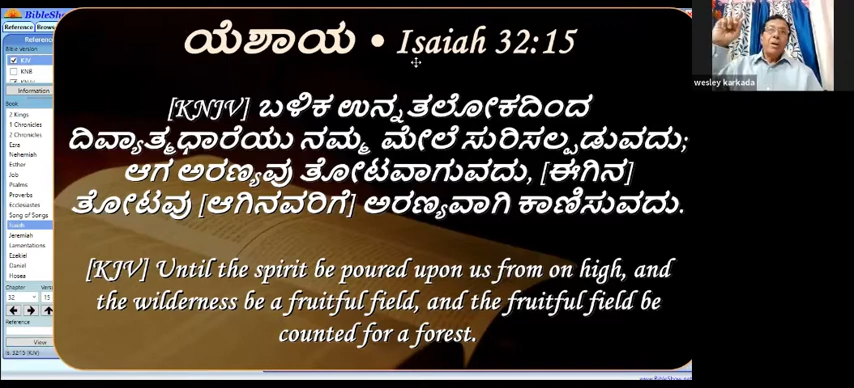 BibleShow
Reference
Brows
Reference
Bible Version
KJV
KNB
Information
Book
2 Kings
1 Chronicles
2 Chronicles
Ezra
Nehemiah
Esther
Job
Psalms
Proverbs
Ecclesiastes
Song of Songs
Isaiah
Jeremiah
Lamentations
Ezekiel
Daniel
Hosea
Chapter
32 15
Reference
View
ಯೆಶಾಯ • Isaiah 32:15
[KNJV] ಬಳಿಕ ಉನ್ನತಲೋಕದಿಂದ
ದಿವ್ಯಾತ್ಮಧಾರೆಯು ನಮ್ಮ ಮೇಲೆ ಸುರಿಸಲ್ಪಡುವದು;
ಆಗ ಅರಣ್ಯವು ತೋಟವಾಗುವದು, [ಈಗಿನ]
ತೋಟವು [ಆಗಿನವರಿಗೆ] ಅರಣ್ಯವಾಗಿ ಕಾಣಿಸುವದು.
[KJV] Until the spirit be poured upon us from on high, and
the wilderness be a fruitful field, and the fruitful field be
counted for a forest.
wesley karkada